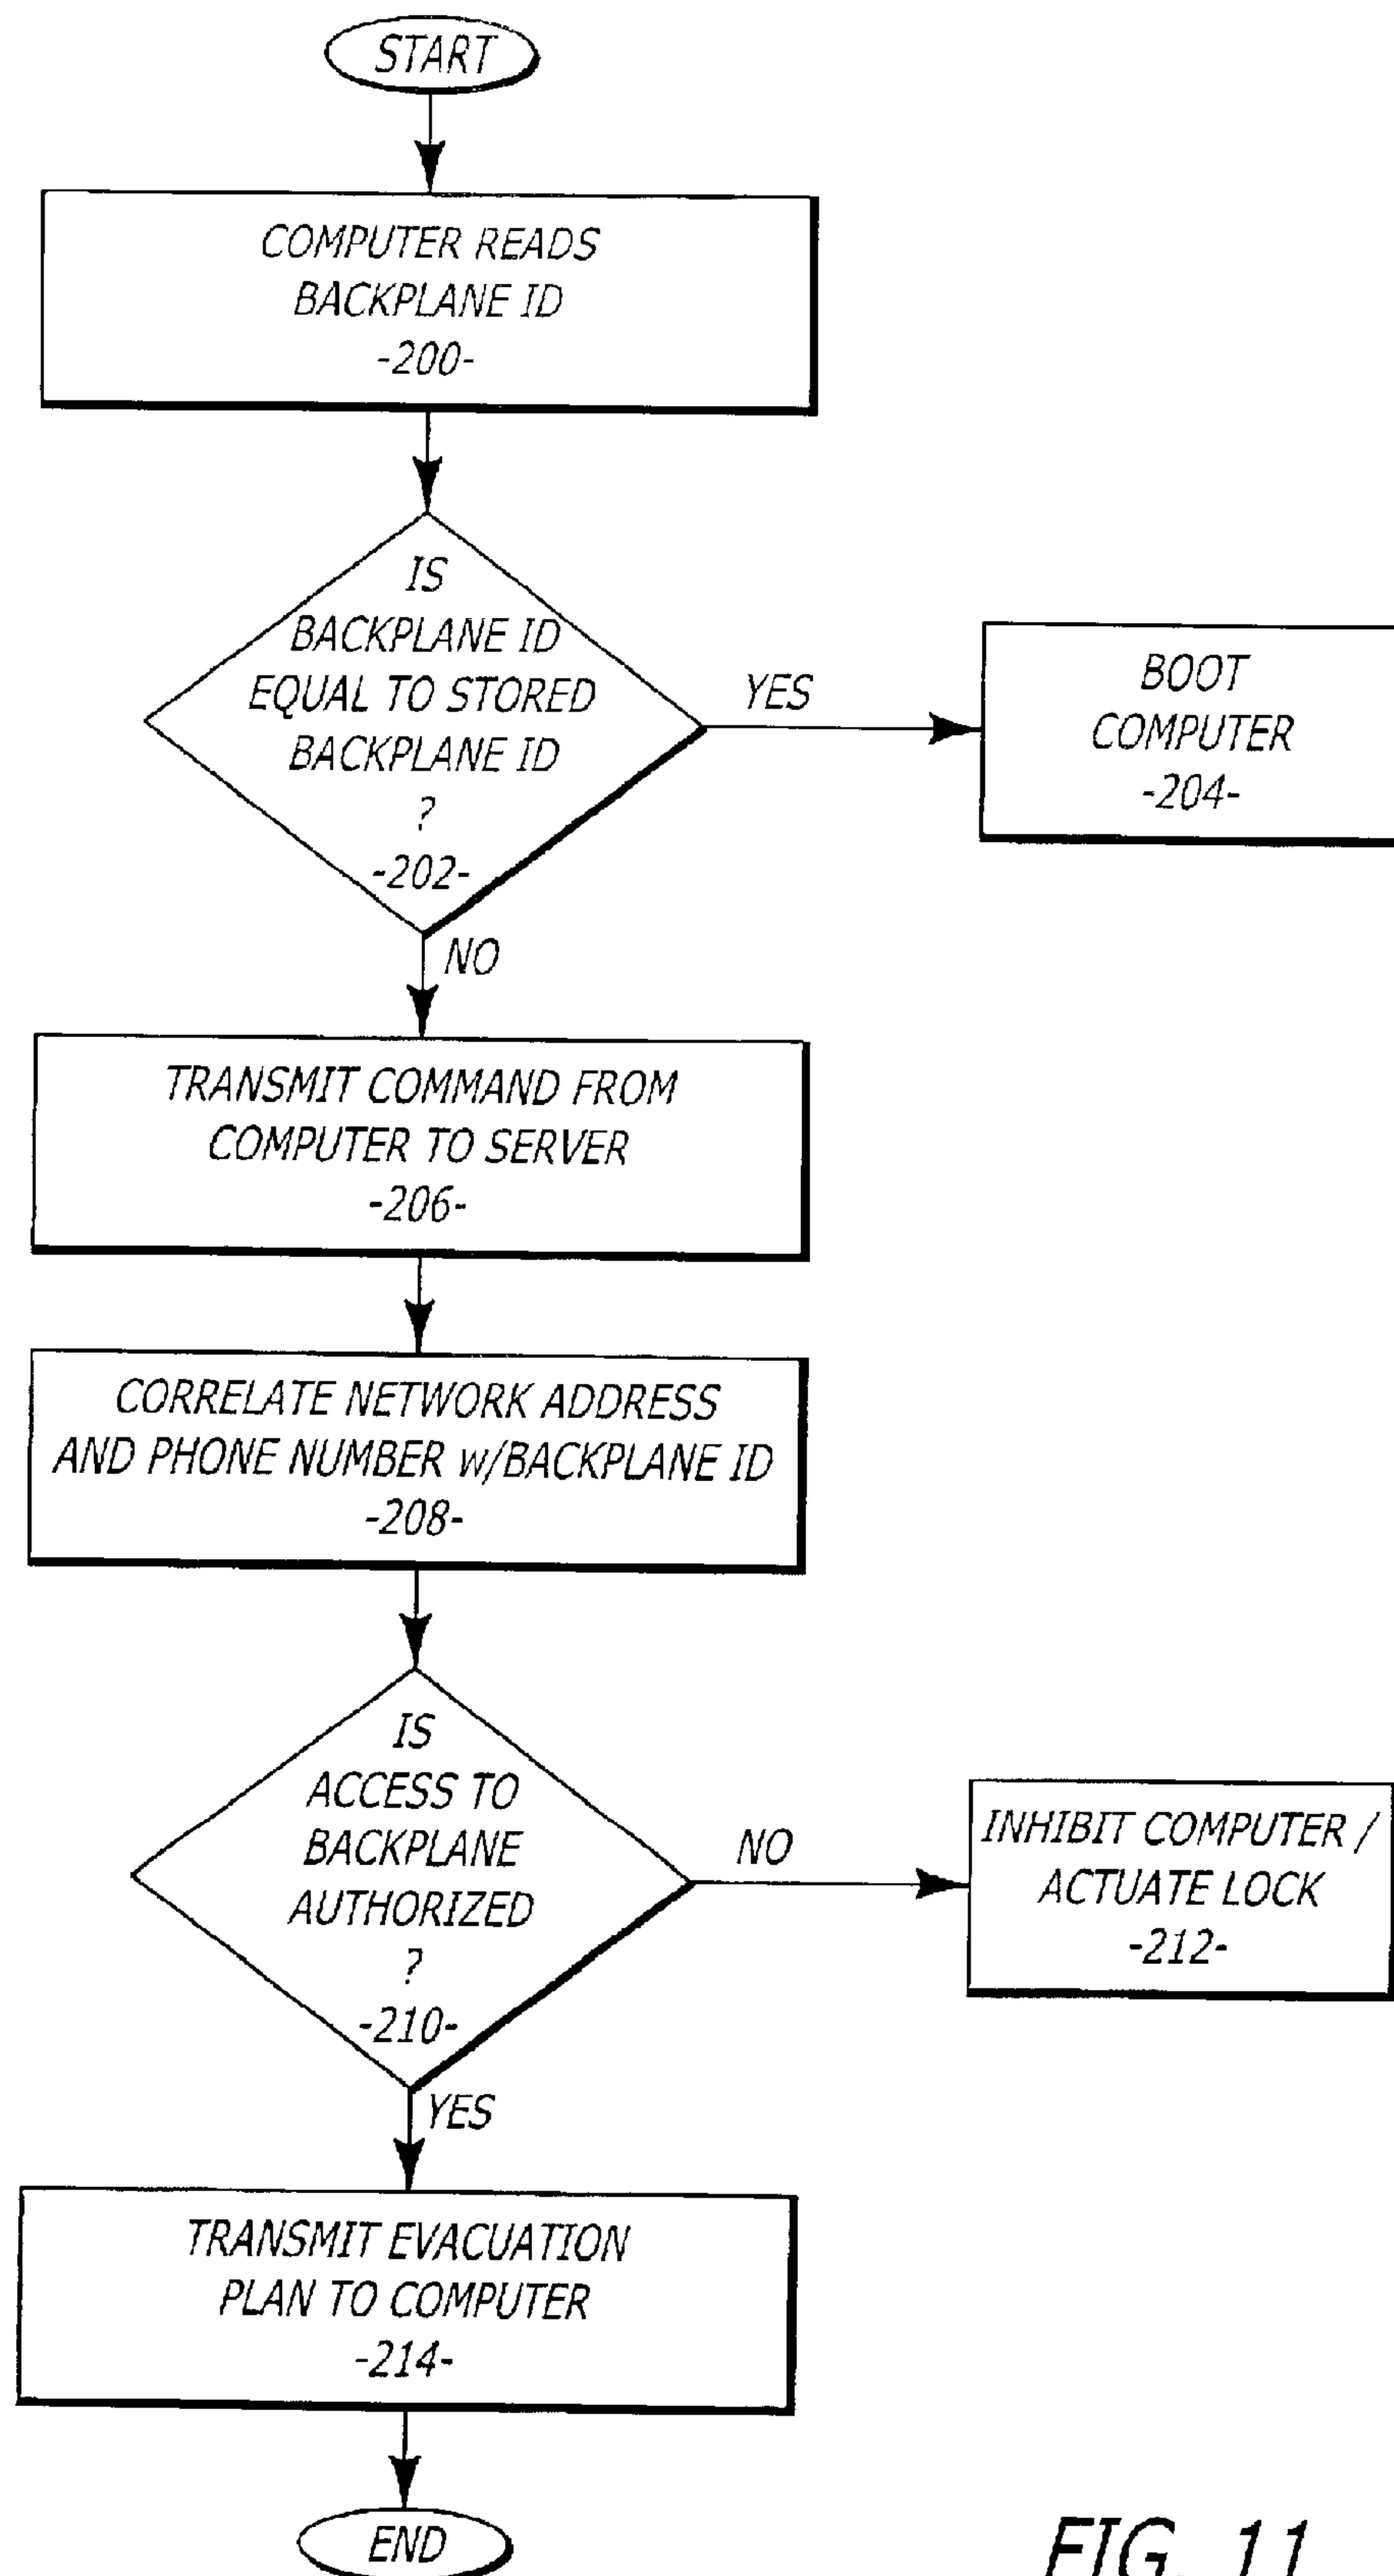 START
COMPUTER READS
BACKPLANE ID
-200-
IS
BACKPLANE ID
EQUAL TO STORED
BACKPLANE ID
?
-202-
YES
BOOT
COMPUTER
-204-
NO
TRANSMIT COMMAND FROM
COMPUTER TO SERVER
-206-
CORRELATE NETWORK ADDRESS
AND PHONE NUMBER w/BACKPLANE ID
-208-
IS
ACCESS TO
BACKPLANE
AUTHORIZED
?
-210-
NO
INHIBIT COMPUTER /
ACTUATE LOCK
-212-
YES
TRANSMIT EVACUATION
PLAN TO COMPUTER
-214-
END
FIG. 11